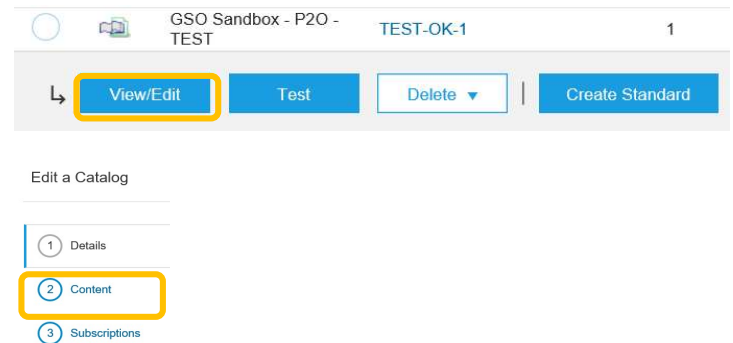 GSO Sandbox - P2O -
TEST
TEST-OK-1
1
View/Edit
Test
Delete ▼
Create Standard
Edit a Catalog
1 Details
2 Content
3 Subscriptions